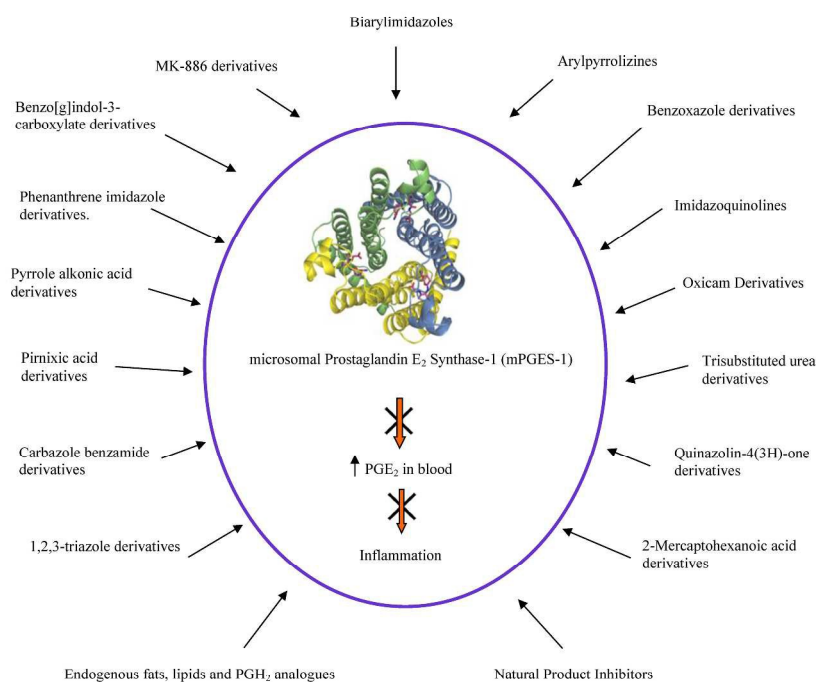 Biarylimidazoles
MK-886 derivatives
Arylpyrrolizines
Benzo[g]indol-3-
carboxylate derivatives
Benzoxazole derivatives
Phenanthrene imidazole
derivatives.
Imidazoquinolines
Pyrrole alkonic acid
derivatives
Oxicam Derivatives
microsomal Prostaglandin E₂ Synthase-1 (mPGES-1)
Pirnixic acid
derivatives
Trisubstituted urea
derivatives
Carbazole benzamide
derivatives
PGE₂ in blood
Quinazolin-4(3H)-one
derivatives
1,2,3-triazole derivatives
Inflammation
2-Mercaptohexanoic acid
derivatives
Endogenous fats, lipids and PGH₂ analogues
Natural Product Inhibitors